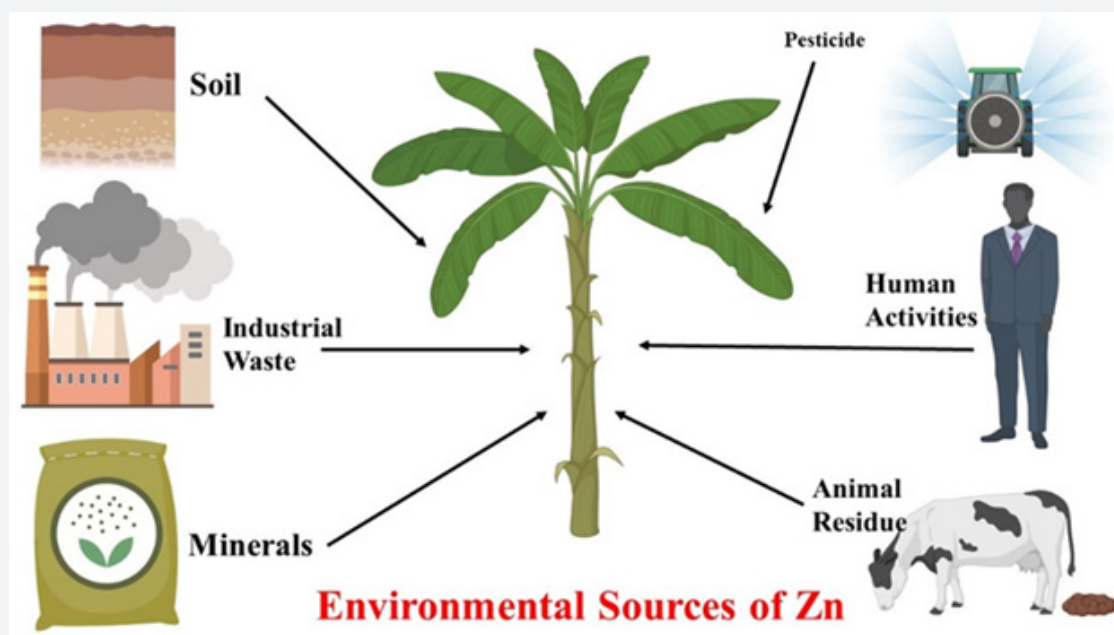 Soil
Industrial
Waste
Minerals
Pesticide
Human
Activities
Animal
Residue
Environmental Sources of Zn